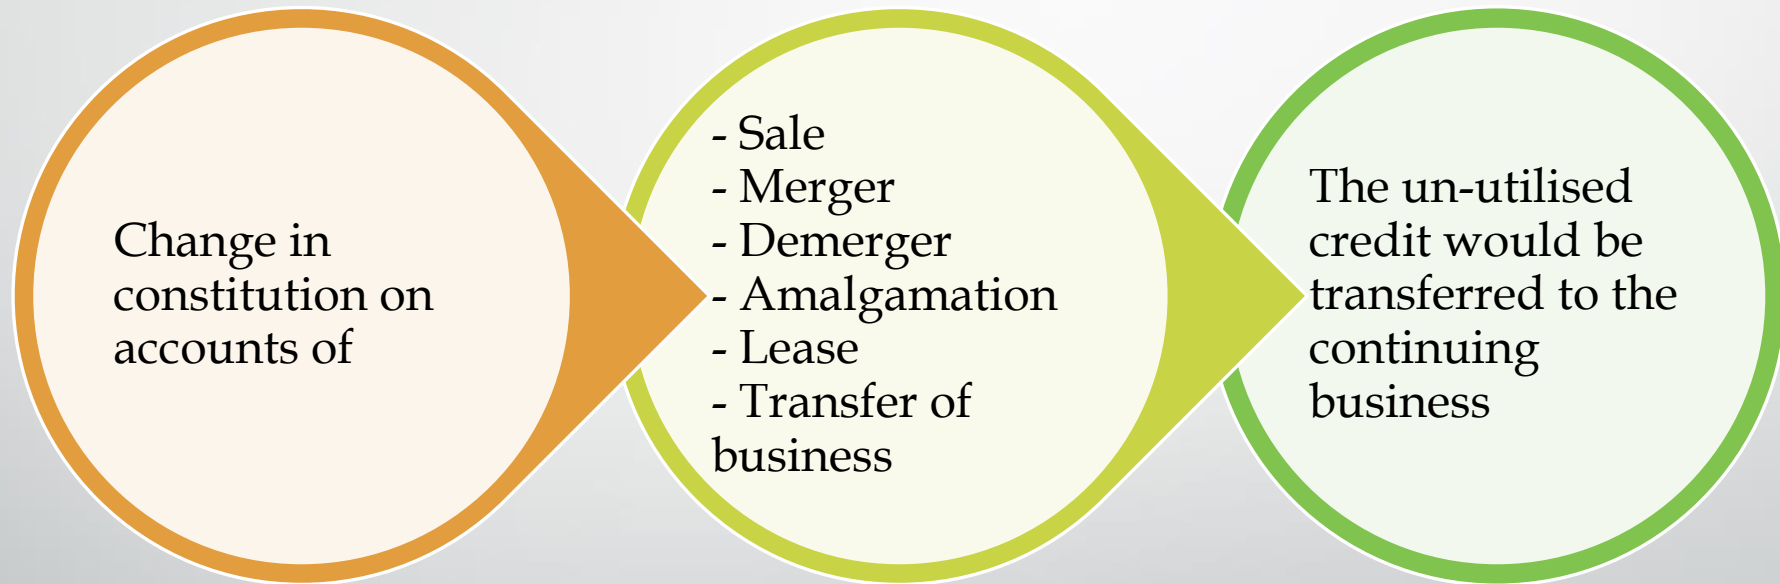 Change in
constitution on
accounts of
- Sale
- Merger
- Demerger
- Amalgamation
- Lease
- Transfer of
business
The un-utilised
credit would be
transferred to the
continuing
business